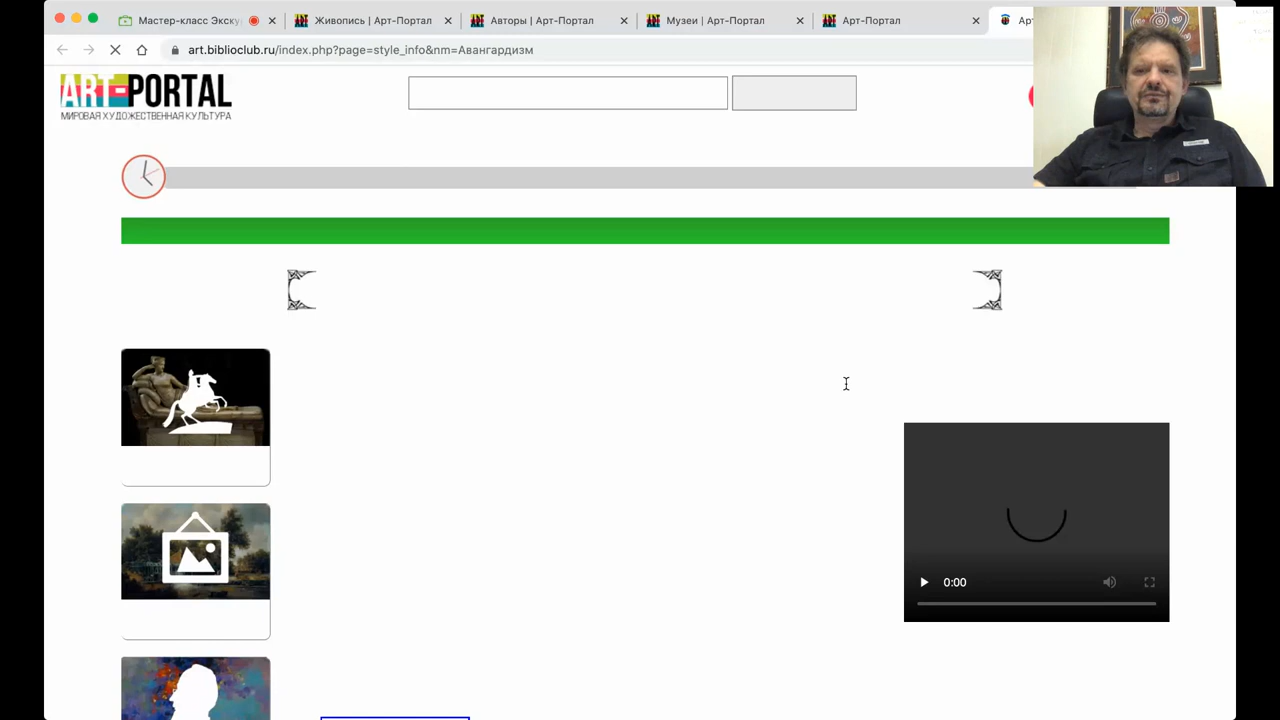 Мастер-класс Экску
Живопись | Арт-Портал
Авторы | Арт-Портал
Музеи | Арт-Портал
Арт-Портал
Арт
art.biblioclub.ru/index.php?page=style_info&nm=Авангардизм
ART-PORTAL
МИРОВАЯ ХУДОЖЕСТВЕННАЯ КУЛЬТУРА
0:00